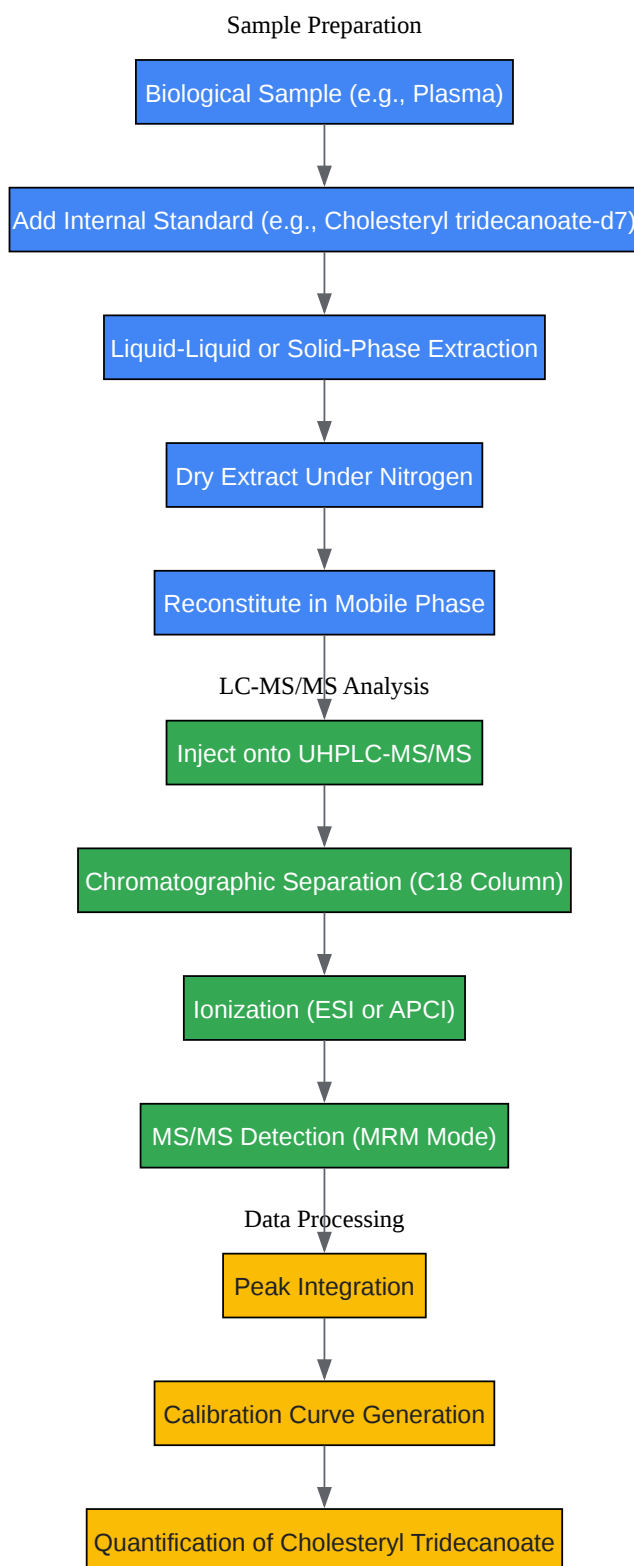 Sample Preparation
Biological Sample (e.g., Plasma)
Add Internal Standard (e.g., Cholesteryl tridecanoate-d7)
Liquid-Liquid or Solid-Phase Extraction
Dry Extract Under Nitrogen
Reconstitute in Mobile Phase
LC-MS/MS Analysis
Inject onto UHPLC-MS/MS
Chromatographic Separation (C18 Column)
Ionization (ESI or APCI)
MS/MS Detection (MRM Mode)
Data Processing
Peak Integration
Calibration Curve Generation
Quantification of Cholesteryl Tridecanoate